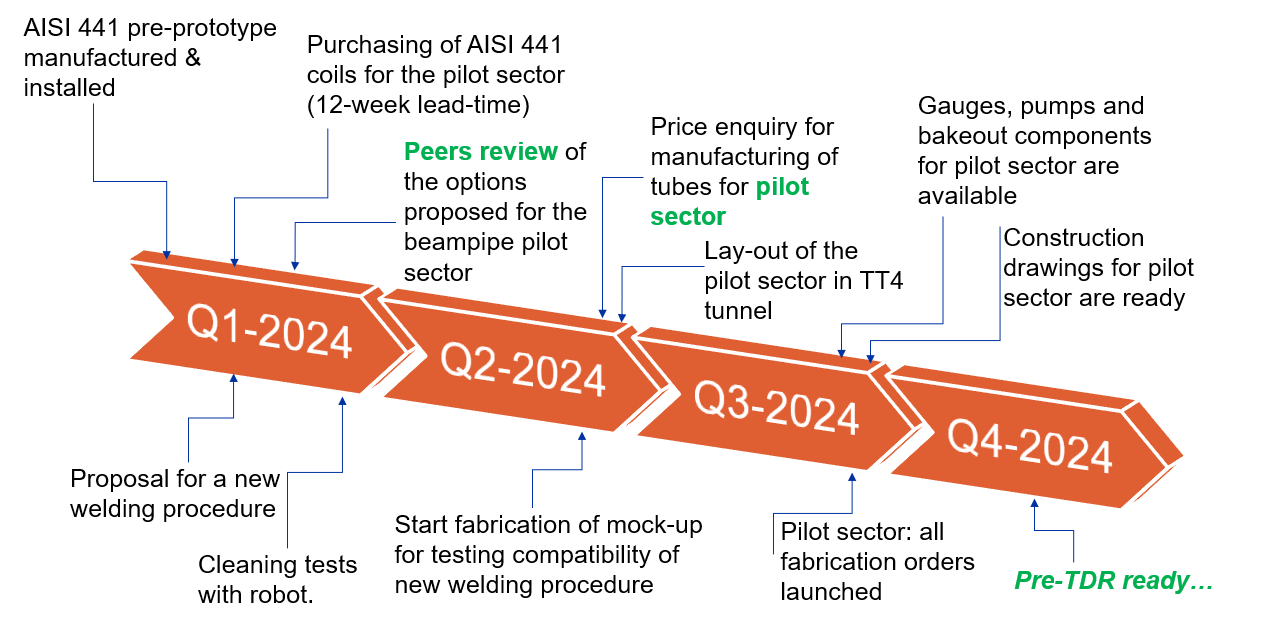 AISI 441 pre-prototype
manufactured &
installed
Purchasing of AISI 441
coils for the pilot sector
(12-week lead-time)
Peers review of
the options
proposed for the
beampipe pilot
sector
Price enquiry for
manufacturing of
tubes for pilot
sector
Lay-out of the
pilot sector in TT4
tunnel
Gauges, pumps and
bakeout components
for pilot sector are
available
Construction
drawings for pilot
sector are ready
Q1-2024
Q2-2024
Q3-2024
Q4-2024
Proposal for a new
welding procedure
Cleaning tests
with robot.
Start fabrication of mock-up
for testing compatibility of
new welding procedure
Pilot sector: all
fabrication orders
launched
Pre-TDR ready…